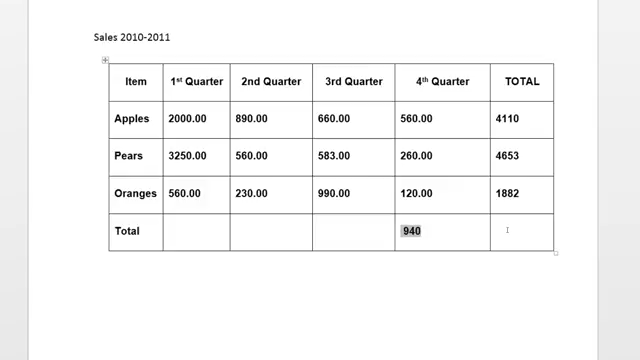 Sales 2010-2011
Item 1st Quarter 2nd Quarter 3rd Quarter 4th Quarter TOTAL
Apples 2000.00 890.00 660.00 560.00 4110
Pears 3250.00 560.00 583.00 260.00 4653
Oranges 560.00 230.00 990.00 120.00 1882
Total 940